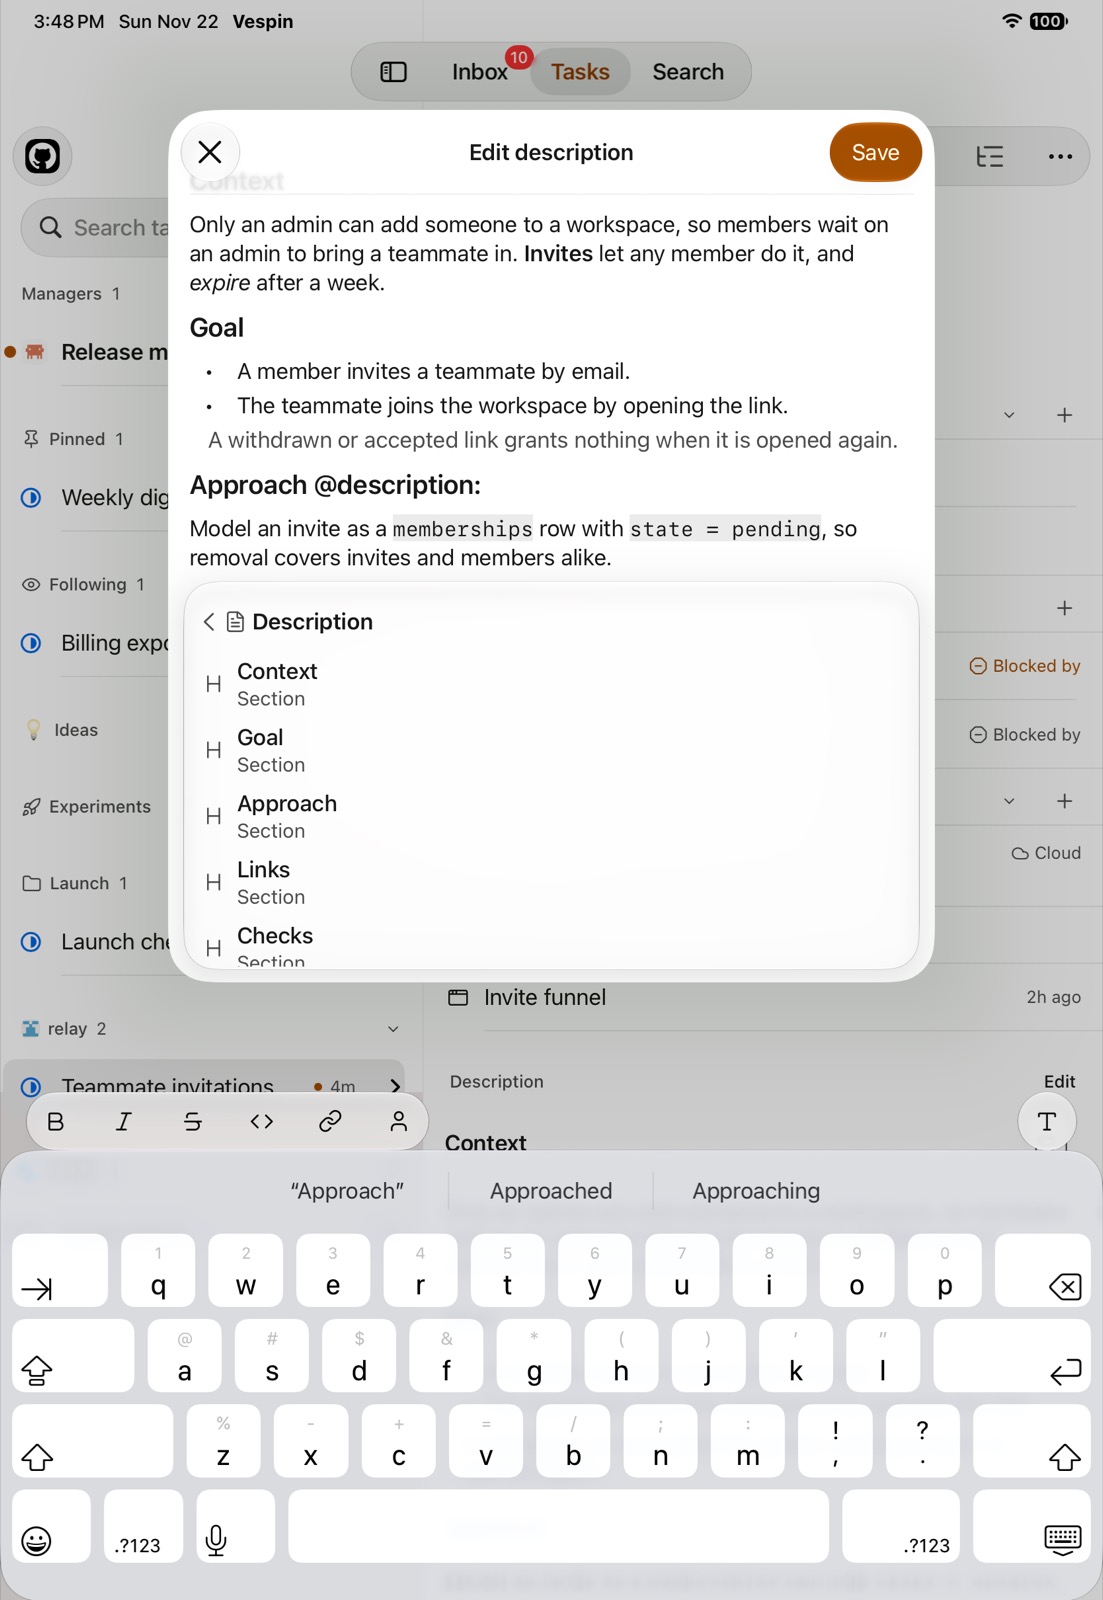 3:48 PM Sun Nov 22 Vespin
100
Inbox 10 Tasks Search
Edit description
Save
Context
Search ta
Only an admin can add someone to a workspace, so members wait on
an admin to bring a teammate in. Invites let any member do it, and
expire after a week.
Goal
• A member invites a teammate by email.
• The teammate joins the workspace by opening the link.
A withdrawn or accepted link grants nothing when it is opened again.
Approach @description:
Model an invite as a memberships row with state = pending, so
removal covers invites and members alike.
Description
H Context
Section
H Goal
Section
H Approach
Section
H Links
Section
H Checks
Section
Managers 1
Release m
Pinned 1
Weekly dig
Following 1
Billing expo
Ideas
Experiments
Launch 1
Launch che
relay 2
Teammate invitations 4m
Blocked by
Blocked by
Cloud
Invite funnel 2h ago
Description Edit
Context
B I S <> T
“Approach” Approached Approaching
1 2 3 4 5 6 7 8 9 0
q w e r t y u i o p
@ # $ & * ( ) ' "
a s d f g h j k l
% - + = / ; : ! ?
z x c v b n m , .
.?123 .?123